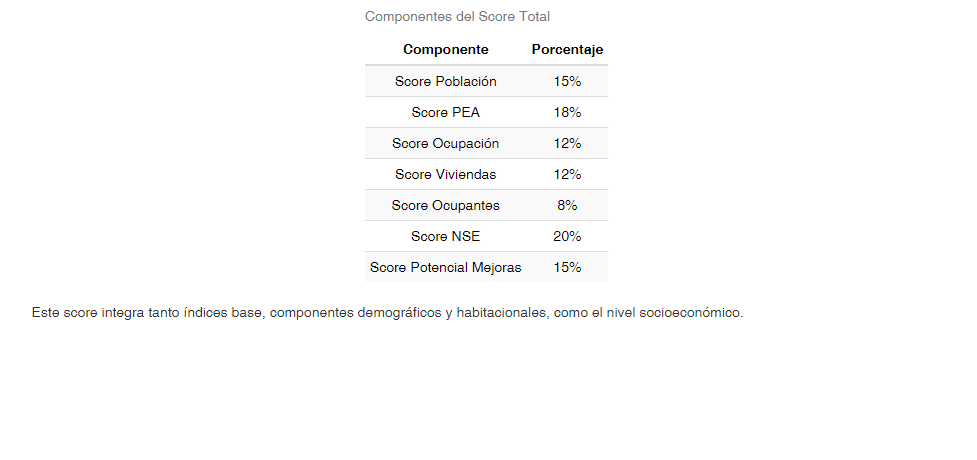 Componentes del Score Total
Componente Porcentaje
Score Población 15%
Score PEA 18%
Score Ocupación 12%
Score Viviendas 12%
Score Ocupantes 8%
Score NSE 20%
Score Potencial Mejoras 15%
Este score integra tanto índices base, componentes demográficos y habitacionales, como el nivel socioeconómico.